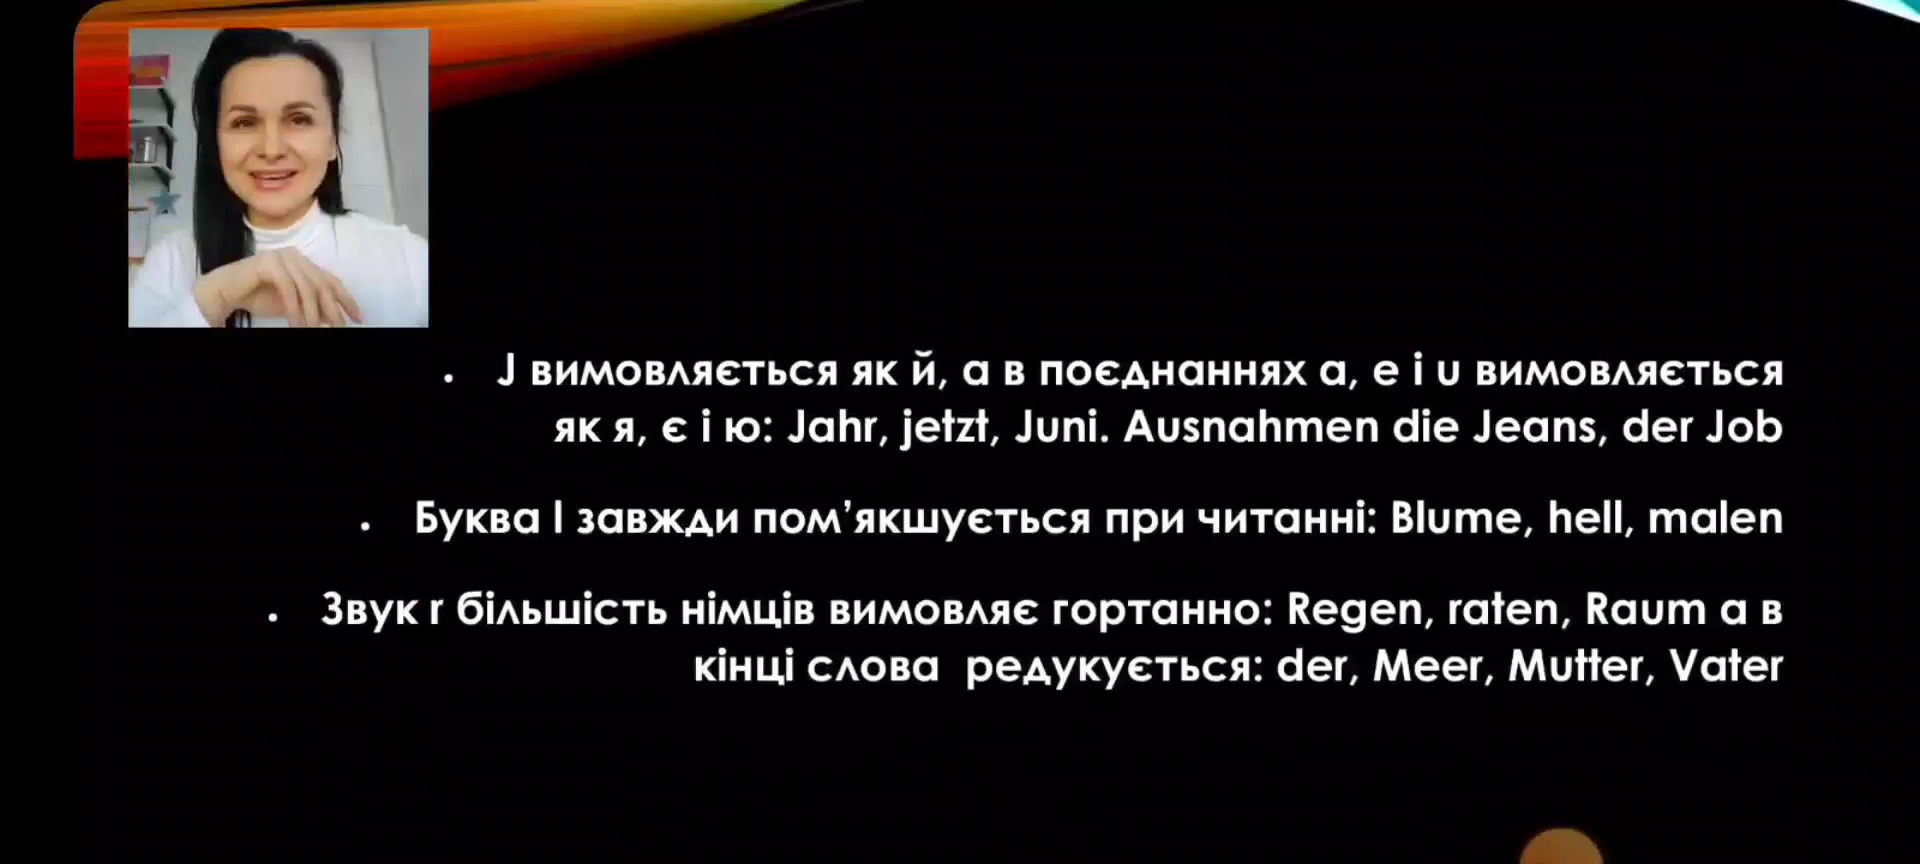 • J вимовляється як й, а в поєднаннях a, e і u вимовляється
як я, є і ю: Jahr, jetzt, Juni. Ausnahmen die Jeans, der Job
• Буква l завжди пом’якшується при читанні: Blume, hell, malen
• Звук r більшість німців вимовляє гортанно: Regen, raten, Raum а в
кінці слова редукується: der, Meer, Mutter, Vater